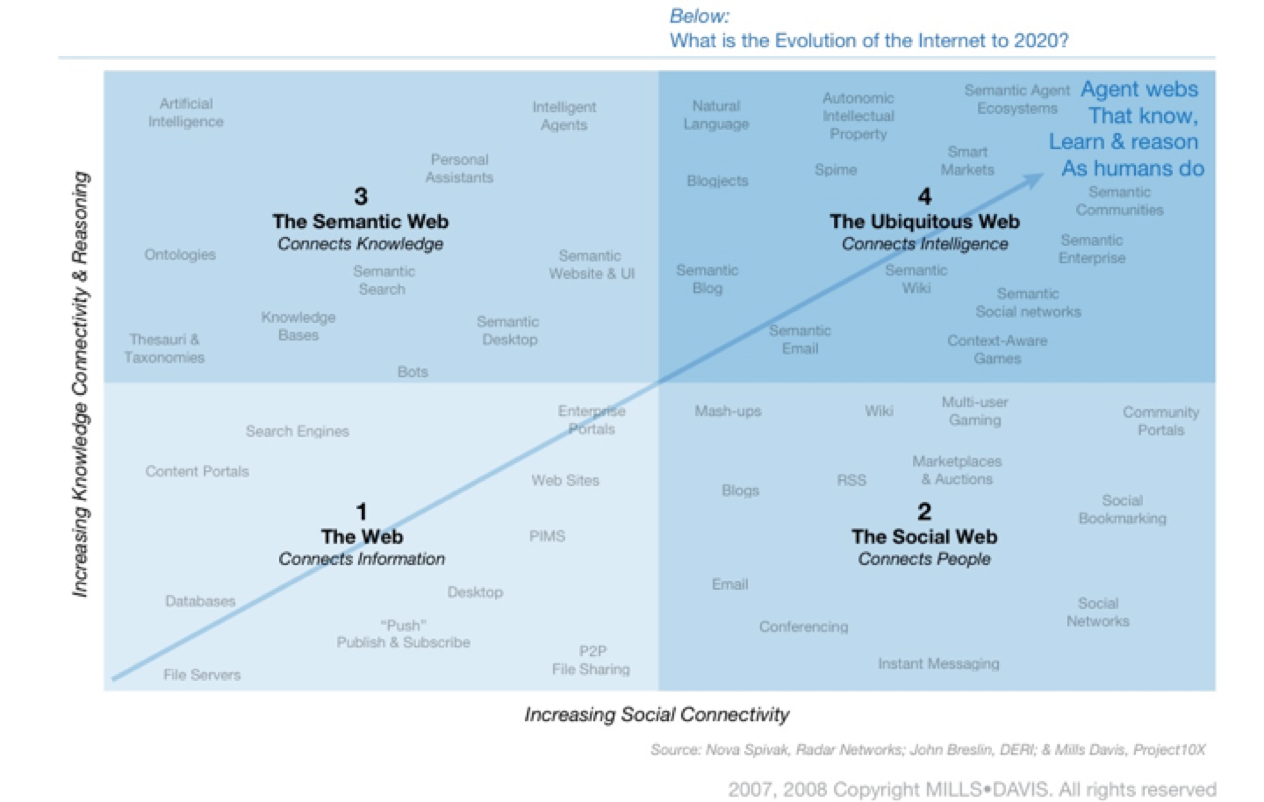 Below:
What is the Evolution of the Internet to 2020?
Increasing Knowledge Connectivity & Reasoning
Artificial
Intelligence
Intelligent
Agents
Personal
Assistants
3
The Semantic Web
Connects Knowledge
Ontologies
Semantic
Search
Semantic
Website & UI
Knowledge
Bases
Semantic
Desktop
Thesauri &
Taxonomies
Bots
Natural
Language
Autonomic
Intellectual
Property
Semantic Agent
Ecosystems
Agent webs
That know,
Learn & reason
As humans do
Blogjects
Spime
Smart
Markets
4
The Ubiquitous Web
Connects Intelligence
Semantic
Communities
Semantic
Enterprise
Semantic
Blog
Semantic
Wiki
Semantic
Social networks
Semantic
Email
Context-Aware
Games
Enterprise
Portals
Search Engines
Content Portals
Web Sites
1
The Web
Connects Information
PIMS
Databases
Desktop
“Push”
Publish & Subscribe
File Servers
P2P
File Sharing
Mash-ups
Wiki
Multi-user
Gaming
Community
Portals
Marketplaces
& Auctions
Blogs
RSS
Social
Bookmarking
2
The Social Web
Connects People
Email
Conferencing
Social
Networks
Instant Messaging
Increasing Social Connectivity
Source: Nova Spivak, Radar Networks; John Breslin, DERI; & Mills Davis, Project10X
2007, 2008 Copyright MILLS•DAVIS. All rights reserved